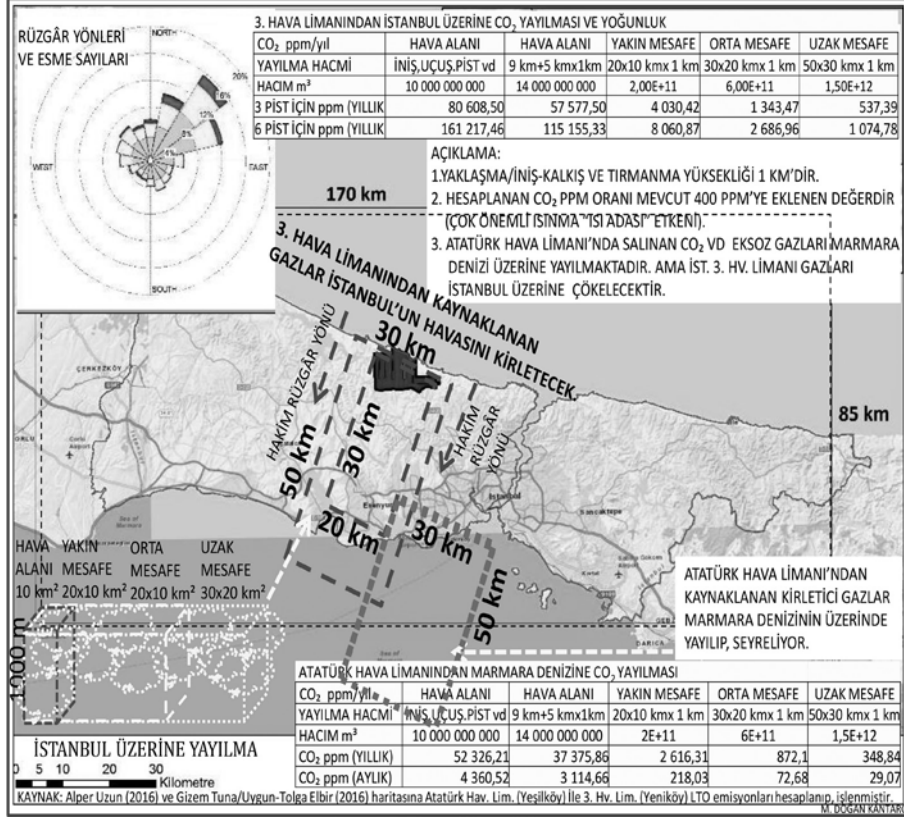 3. HAVA LİMANINDAN İSTANBUL ÜZERİNE CO₂ YAYILMASI VE YOĞUNLUK
CO₂ ppm/yıl HAVA ALANI HAVA ALANI YAKIN MESAFE ORTA MESAFE UZAK MESAFE
YAYILMA HACMİ İNİŞ,UÇUŞ.PİST vd 9 km+5 kmx1km 20x10 kmx 1 km 30x20 kmx 1 km 50x30 kmx 1 km
HACIM m³ 10 000 000 000 14 000 000 000 2,00E+11 6,00E+11 1,50E+12
3 PİST İÇİN ppm (YILLIK 80 608,50 57 577,50 4 030,42 1 343,47 537,39
6 PİST İÇİN ppm (YILLIK 161 217,46 115 155,33 8 060,87 2 686,96 1 074,78
RÜZGÂR YÖNLERİ
VE ESME SAYILARI
NORTH
20%
16%
12%
8%
4%
WEST
EAST
SOUTH
AÇIKLAMA:
1.YAKLAŞMA/İNİŞ-KALKIŞ VE TIRMANMA YÜKSEKLİĞİ 1 KM'DİR.
2. HESAPLANAN CO₂ PPM ORANI MEVCUT 400 PPM'YE EKLENEN DEĞERDİR
(ÇOK ÖNEMLİ ISINMA "ISI ADASI" ETKENİ).
3. ATATÜRK HAVA LİMANI'NDA SALINAN CO₂ VD EKSOZ GAZLARI MARMARA
DENİZİ ÜZERİNE YAYILMAKTADIR. AMA İST. 3. HV. LİMANI GAZLARI
İSTANBUL ÜZERİNE ÇÖKELECEKTİR.
170 km
3. HAVA LİMANINDAN KAYNAKLANAN
GAZLAR İSTANBUL'UN HAVASINI KİRLETECEK
30 km
85 km
HAKİM RÜZGÂR YÖNÜ
HAKİM
RÜZGÂR
YÖNÜ
50 km
30 km
20 km
30 km
50 km
ÇERKEZKÖY
ORLU
Corlu
Airport
Esenyurt
Istanbul
Sancaktepe
Sabiha Gokcen
Airport
Kartal
GEB
DARICA
Sea of
Marmara
Sea of
HAVA
ALANI
10 km²
YAKIN
MESAFE
20x10 km²
ORTA
MESAFE
20x10 km²
UZAK
MESAFE
30x20 km²
1000 m
ATATÜRK HAVA LİMANI'NDAN
KAYNAKLANAN KİRLETİCİ GAZLAR
MARMARA DENİZİNİN ÜZERİNDE
YAYILIP, SEYRELİYOR.
ATATÜRK HAVA LİMANINDAN MARMARA DENİZİNE CO₂ YAYILMASI
CO₂ ppm/yıl HAVA ALANI HAVA ALANI YAKIN MESAFE ORTA MESAFE UZAK MESAFE
YAYILMA HACMİ İNİŞ,UÇUŞ.PİST vd 9 km+5 kmx1km 20x10 kmx 1 km 30x20 kmx 1 km 50x30 kmx 1 km
HACIM m³ 10 000 000 000 14 000 000 000 2E+11 6E+11 1,5E+12
CO₂ ppm (YILLIK) 52 326,21 37 375,86 2 616,31 872,1 348,84
CO₂ ppm (AYLIK) 4 360,52 3 114,66 218,03 72,68 29,07
İSTANBUL ÜZERİNE YAYILMA
0 5 10 20 30
Kilometre
KAYNAK: Alper Uzun (2016) ve Gizem Tuna/Uygun-Tolga Elbir (2016) haritasına Atatürk Hav. Lim. (Yeşilköy) İle 3. Hv. Lim. (Yeniköy) LTO emisyonları hesaplanıp, işlenmiştir.
M. DOĞAN KANTARC